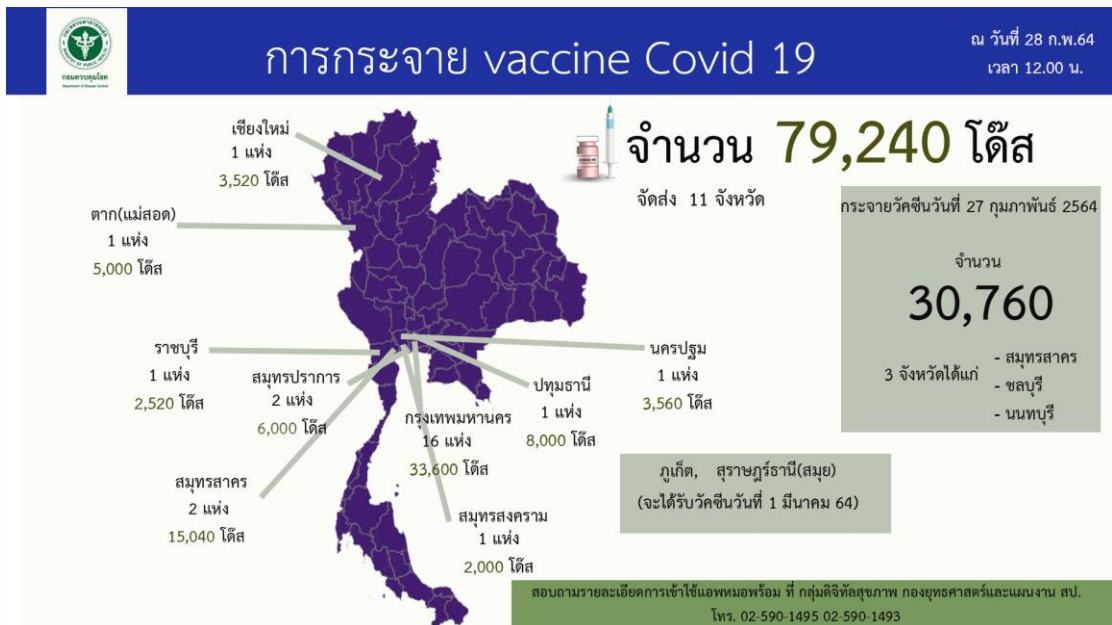 กรมควบคุมโรค
Department of Disease Control
การกระจาย vaccine Covid 19
ณ วันที่ 28 ก.พ.64
เวลา 12.00 น.
จำนวน 79,240 โด๊ส
จัดส่ง 11 จังหวัด
เชียงใหม่
1 แห่ง
3,520 โด๊ส
ตาก(แม่สอด)
1 แห่ง
5,000 โด๊ส
ราชบุรี
1 แห่ง
2,520 โด๊ส
สมุทรปราการ
2 แห่ง
6,000 โด๊ส
สมุทรสาคร
2 แห่ง
15,040 โด๊ส
กรุงเทพมหานคร
16 แห่ง
33,600 โด๊ส
สมุทรสงคราม
1 แห่ง
2,000 โด๊ส
ปทุมธานี
1 แห่ง
8,000 โด๊ส
นครปฐม
1 แห่ง
3,560 โด๊ส
กระจายวัคซีนวันที่ 27 กุมภาพันธ์ 2564
จำนวน
30,760
3 จังหวัดได้แก่
- สมุทรสาคร
- ชลบุรี
- นนทบุรี
ภูเก็ต, สุราษฎร์ธานี(สมุย)
(จะได้รับวัคซีนวันที่ 1 มีนาคม 64)
สอบถามรายละเอียดการเข้าใช้แอพหมอพร้อม ที่ กลุ่มดิจิทัลสุขภาพ กองยุทธศาสตร์และแผนงาน สป.
โทร. 02-590-1495 02-590-1493